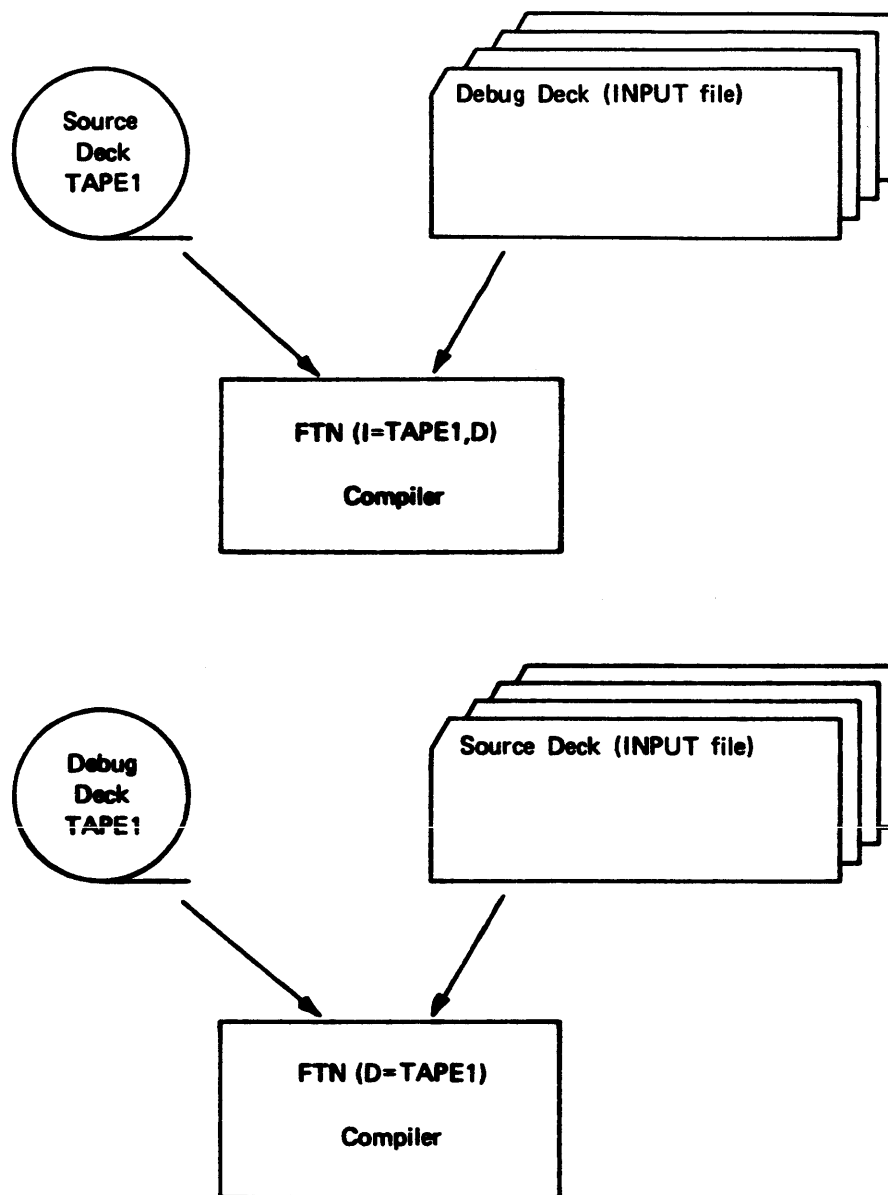 Source
Deck
TAPE1
Debug Deck (INPUT file)
FTN (I=TAPE1,D)
Compiler
Debug
Deck
TAPE1
Source Deck (INPUT file)
FTN (D=TAPE1)
Compiler